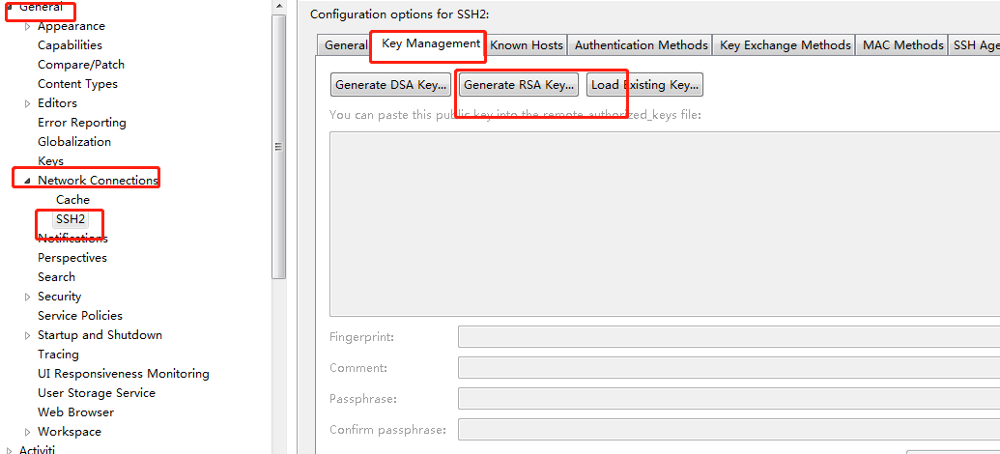 General
Appearance
Capabilities
Compare/Patch
Content Types
Editors
Error Reporting
Globalization
Keys
Network Connections
Cache
SSH2
Notifications
Perspectives
Search
Security
Service Policies
Startup and Shutdown
Tracing
UI Responsiveness Monitoring
User Storage Service
Web Browser
Workspace
Activiti
Configuration options for SSH2:
General Key Management Known Hosts Authentication Methods Key Exchange Methods MAC Methods SSH Age
Generate DSA Key... Generate RSA Key... Load Existing Key...
You can paste this public key into the remote authorized_keys file:
Fingerprint:
Comment:
Passphrase:
Confirm passphrase: